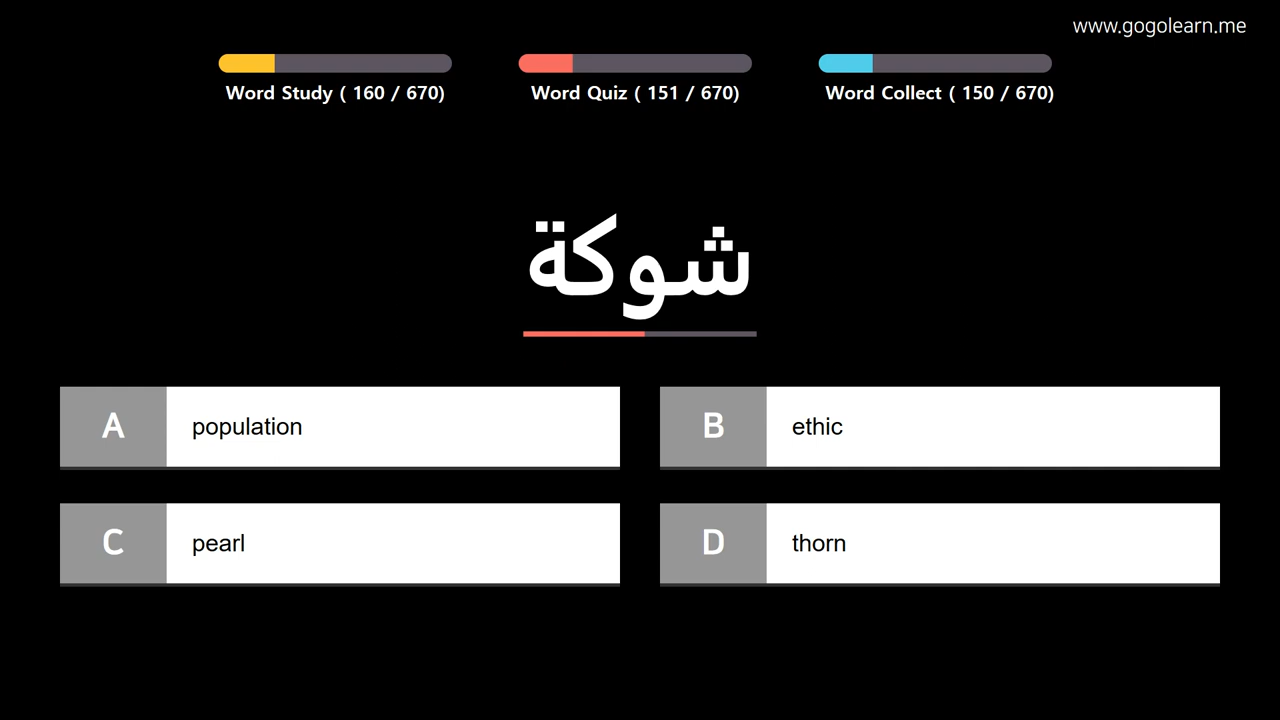 www.gogolearn.me
Word Study ( 160 / 670)
Word Quiz ( 151 / 670)
Word Collect ( 150 / 670)
شوكة
A population
B ethic
C pearl
D thorn